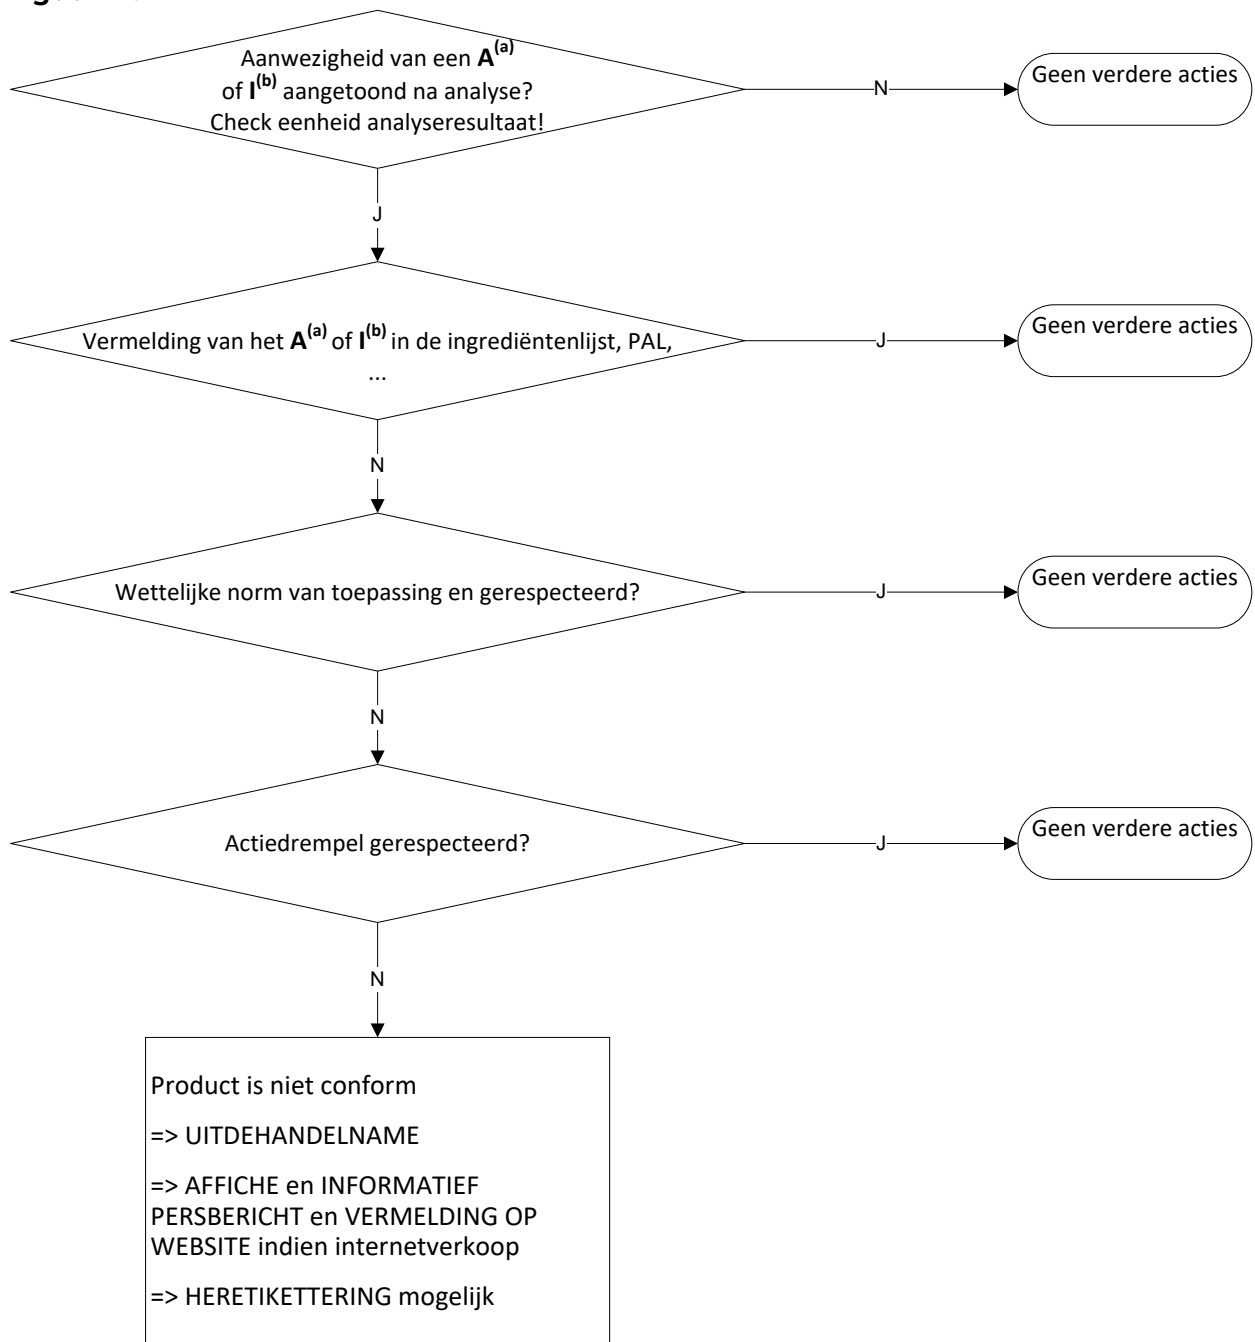 Aanwezigheid van een A(a)
of I(b) aangetoond na analyse?
Check eenheid analyseresultaat!
N
Geen verdere acties
J
Vermelding van het A(a) of I(b) in de ingrediëntenlijst, PAL,
...
J
Geen verdere acties
N
Wettelijke norm van toepassing en gerespecteerd?
J
Geen verdere acties
N
Actiedrempel gerespecteerd?
J
Geen verdere acties
N
Product is niet conform
=> UITDEHANDELNAME
=> AFFICHE en INFORMATIEF
PERSBERICHT en VERMELDING OP
WEBSITE indien internetverkoop
=> HERETIKETTERING mogelijk